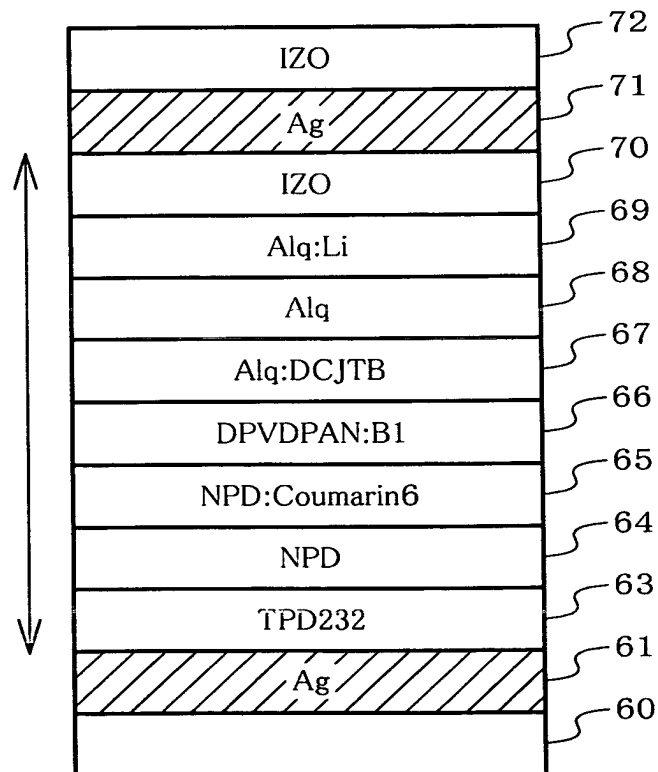 IZO 72
Ag 71
IZO 70
Alq:Li 69
Alq 68
Alq:DCJTB 67
DPVDPAN:B1 66
NPD:Coumarin6 65
NPD 64
TPD232 63
Ag 61
60